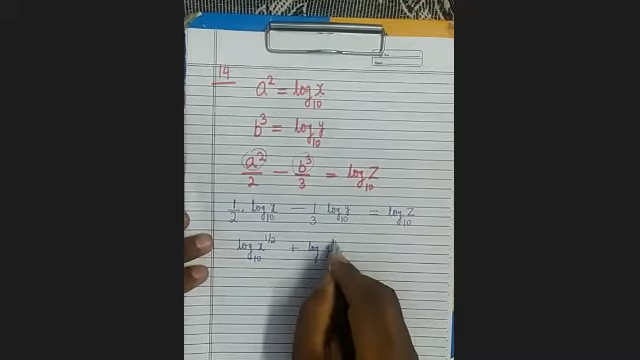 14
a² = log₁₀ x
b³ = log₁₀ y
a²/2 − b³/3 = log₁₀ Z
1/2 · log₁₀ x − 1/3 log₁₀ y = log₁₀ Z
log₁₀ x^1/2 + log y